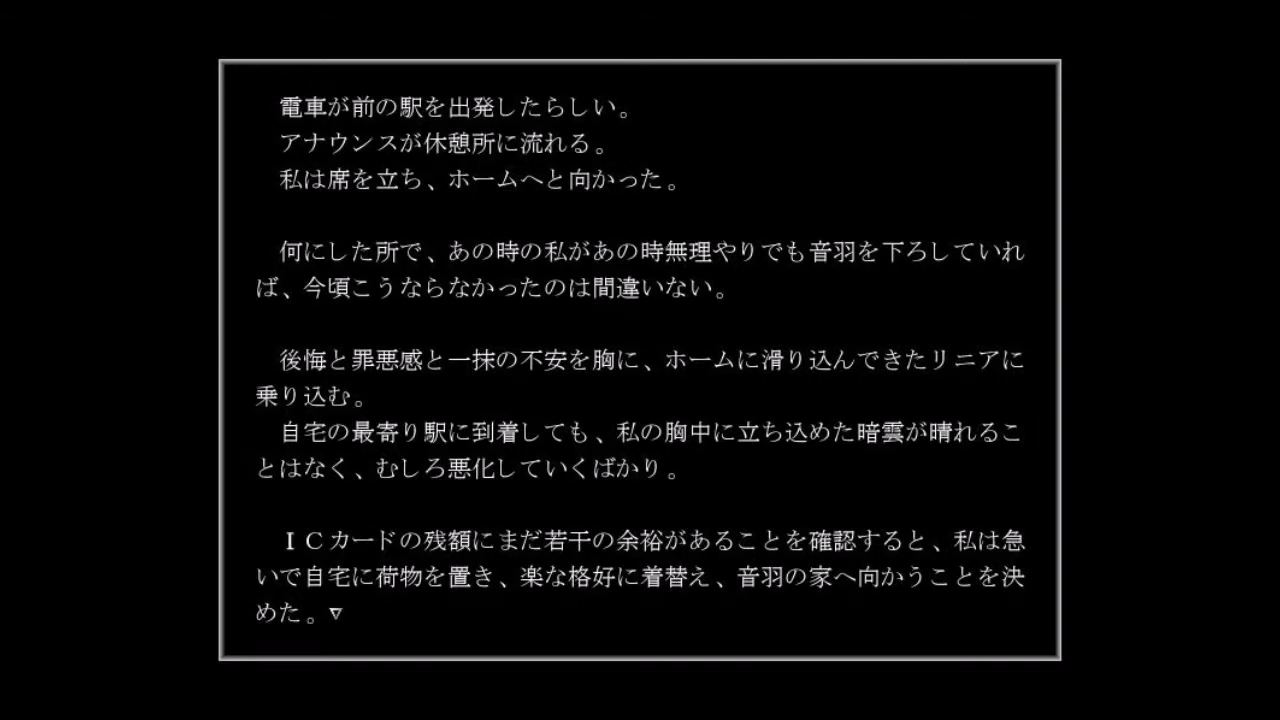 電車が前の駅を出発したらしい。
アナウンスが休憩所に流れる。
私は席を立ち、ホームへと向かった。
何にした所で、あの時の私があの時無理やりでも音羽を下ろしていれ
ば、今頃こうならなかったのは間違いない。
後悔と罪悪感と一抹の不安を胸に、ホームに滑り込んできたリニアに
乗り込む。
自宅の最寄り駅に到着しても、私の胸中に立ち込めた暗雲が晴れるこ
とはなく、むしろ悪化していくばかり。
ＩＣカードの残額にまだ若干の余裕があることを確認すると、私は急
いで自宅に荷物を置き、楽な格好に着替え、音羽の家へ向かうことを決
めた。▽